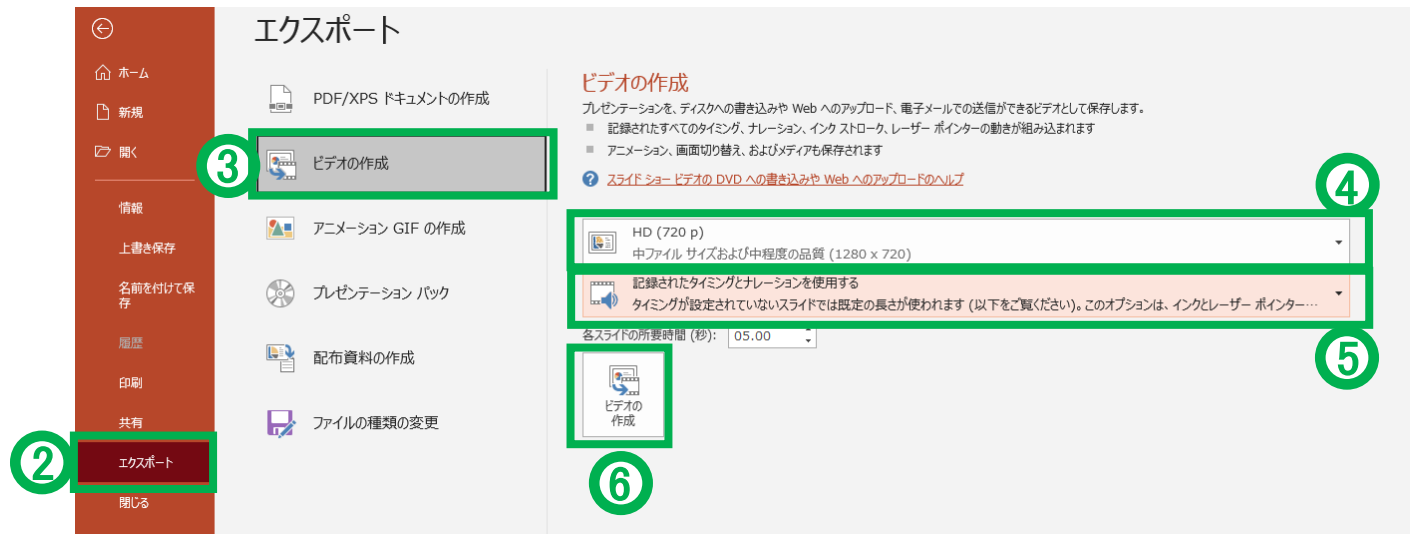 エクスポート
ホーム
新規
開く
情報
上書き保存
名前を付けて保
存
履歴
印刷
共有
②
エクスポート
閉じる
PDF/XPS ドキュメントの作成
③
ビデオの作成
アニメーション GIF の作成
プレゼンテーション パック
配布資料の作成
ファイルの種類の変更
ビデオの作成
プレゼンテーションを、ディスクへの書き込みや Web へのアップロード、電子メールでの送信ができるビデオとして保存します。
記録されたすべてのタイミング、ナレーション、インク ストローク、レーザー ポインターの動きが組み込まれます
アニメーション、画面切り替え、およびメディアも保存されます
スライド ショー ビデオの DVD への書き込みや Web へのアップロードのヘルプ
④
HD (720 p)
中ファイル サイズおよび中程度の品質 (1280 x 720)
記録されたタイミングとナレーションを使用する
タイミングが設定されていないスライドでは既定の長さが使われます (以下をご覧ください)。このオプションは、インクとレーザー ポインター…
⑤
各スライドの所要時間 (秒): 05.00
ビデオの
作成
⑥